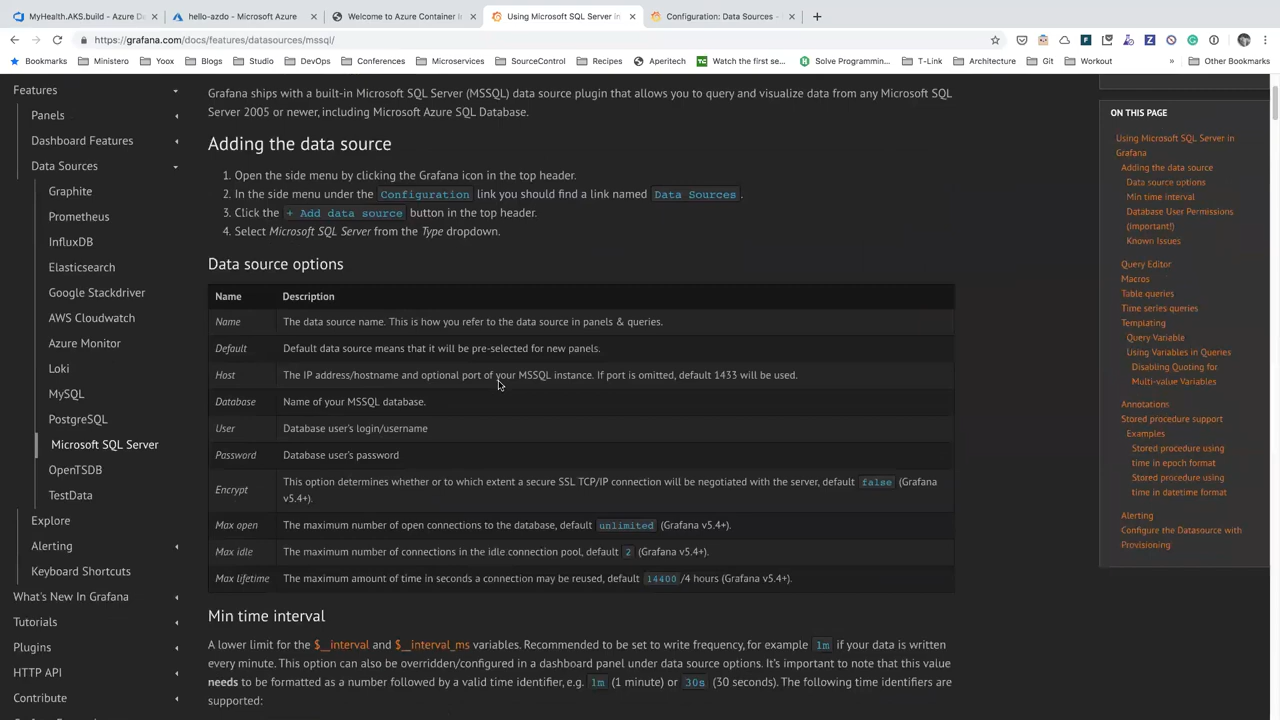 MyHealth.AKS.build - Azure D
hello-azdo - Microsoft Azure
Welcome to Azure Container I
Using Microsoft SQL Server in
Configuration: Data Sources -
https://grafana.com/docs/features/datasources/mssql/
Bookmarks
Ministero
Yoox
Blogs
Studio
DevOps
Conferences
Microservices
SourceControl
Recipes
Aperitech
Watch the first se...
Solve Programmin...
T-Link
Architecture
Git
Workout
»
Other Bookmarks
Features
Panels
Dashboard Features
Data Sources
Graphite
Prometheus
InfluxDB
Elasticsearch
Google Stackdriver
AWS Cloudwatch
Azure Monitor
Loki
MySQL
PostgreSQL
Microsoft SQL Server
OpenTSDB
TestData
Explore
Alerting
Keyboard Shortcuts
What's New In Grafana
Tutorials
Plugins
HTTP API
Contribute
Grafana ships with a built-in Microsoft SQL Server (MSSQL) data source plugin that allows you to query and visualize data from any Microsoft SQL
Server 2005 or newer, including Microsoft Azure SQL Database.
Adding the data source
1. Open the side menu by clicking the Grafana icon in the top header.
2. In the side menu under the Configuration link you should find a link named Data Sources.
3. Click the + Add data source button in the top header.
4. Select Microsoft SQL Server from the Type dropdown.
Data source options
Name Description
Name The data source name. This is how you refer to the data source in panels & queries.
Default Default data source means that it will be pre-selected for new panels.
Host The IP address/hostname and optional port of your MSSQL instance. If port is omitted, default 1433 will be used.
Database Name of your MSSQL database.
User Database user's login/username
Password Database user's password
Encrypt This option determines whether or to which extent a secure SSL TCP/IP connection will be negotiated with the server, default false (Grafana
v5.4+).
Max open The maximum number of open connections to the database, default unlimited (Grafana v5.4+).
Max idle The maximum number of connections in the idle connection pool, default 2 (Grafana v5.4+).
Max lifetime The maximum amount of time in seconds a connection may be reused, default 14400/4 hours (Grafana v5.4+).
Min time interval
A lower limit for the $__interval and $__interval_ms variables. Recommended to be set to write frequency, for example 1m if your data is written
every minute. This option can also be overridden/configured in a dashboard panel under data source options. It's important to note that this value
needs to be formatted as a number followed by a valid time identifier, e.g. 1m (1 minute) or 30s (30 seconds). The following time identifiers are
supported:
ON THIS PAGE
Using Microsoft SQL Server in
Grafana
Adding the data source
Data source options
Min time interval
Database User Permissions
(Important!)
Known Issues
Query Editor
Macros
Table queries
Time series queries
Templating
Query Variable
Using Variables in Queries
Disabling Quoting for
Multi-value Variables
Annotations
Stored procedure support
Examples
Stored procedure using
time in epoch format
Stored procedure using
time in datetime format
Alerting
Configure the Datasource with
Provisioning